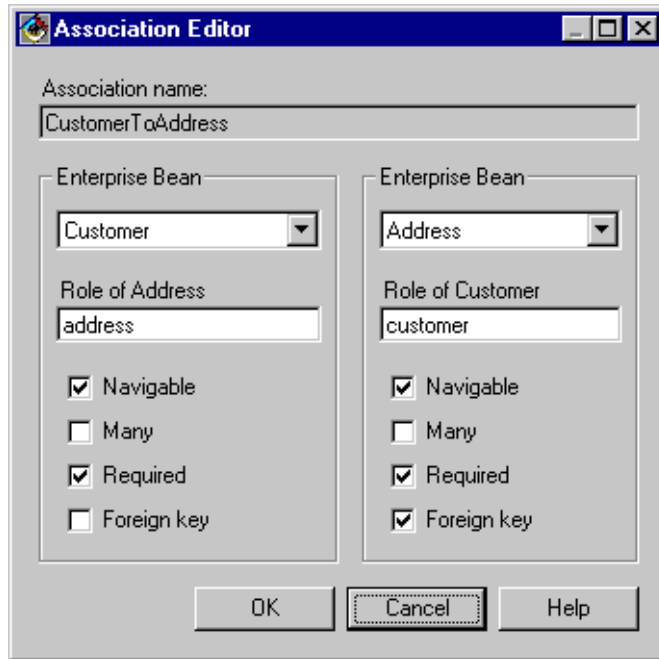 Association Editor
Association name:
CustomerToAddress
Enterprise Bean
Customer
Role of Address
address
Navigable
Many
Required
Foreign key
Enterprise Bean
Address
Role of Customer
customer
Navigable
Many
Required
Foreign key
OK
Cancel
Help